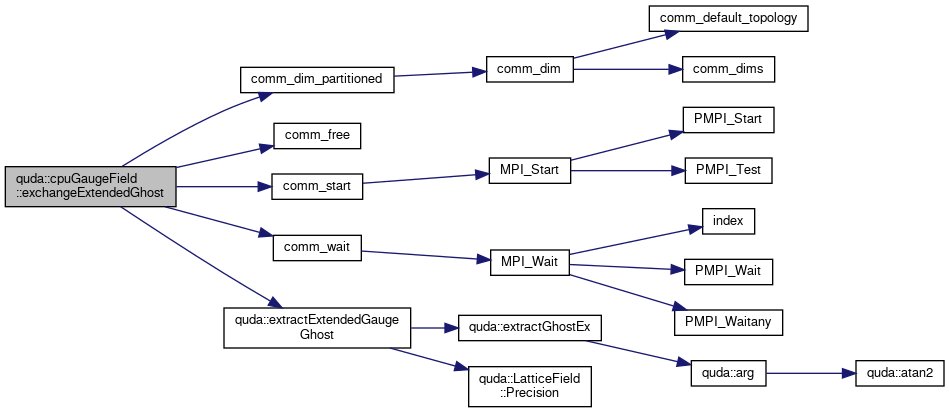 quda::cpuGaugeField
::exchangeExtendedGhost
comm_dim_partitioned
comm_dim
comm_default_topology
comm_dims
comm_free
comm_start
MPI_Start
PMPI_Start
PMPI_Test
comm_wait
MPI_Wait
index
PMPI_Wait
PMPI_Waitany
quda::extractExtendedGauge
Ghost
quda::extractGhostEx
quda::arg
quda::atan2
quda::LatticeField
::Precision